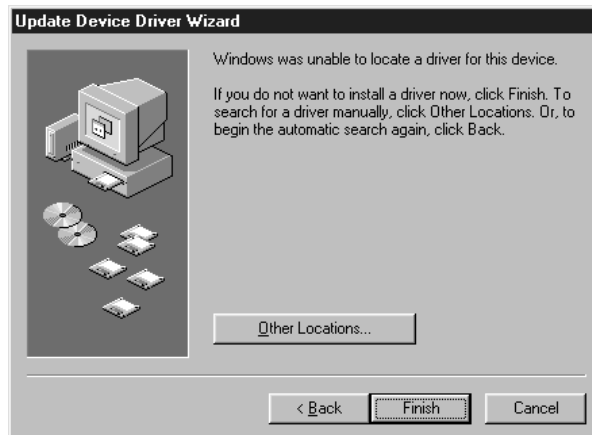 Update Device Driver Wizard
Windows was unable to locate a driver for this device.
If you do not want to install a driver now, click Finish. To
search for a driver manually, click Other Locations. Or, to
begin the automatic search again, click Back.
Other Locations...
< Back Finish Cancel